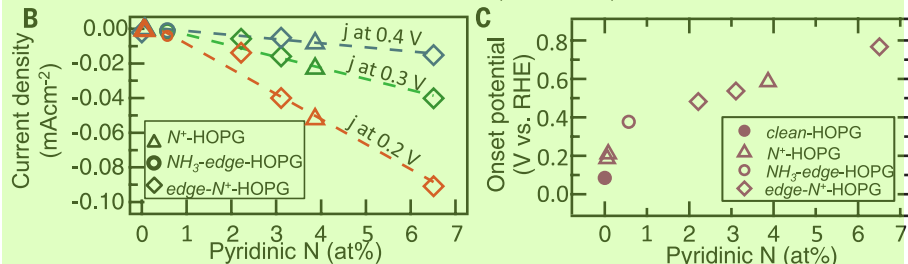 B
Current density
(mAcm-2)
0.00
-0.02
-0.04
-0.06
-0.08
-0.10
j at 0.4 V
j at 0.3 V
j at 0.2 V
N+-HOPG
NH3-edge-HOPG
edge-N+-HOPG
0 1 2 3 4 5 6 7
Pyridinic N (at%)
C
Onset potential
(V vs. RHE)
0.8
0.6
0.4
0.2
0.0
clean-HOPG
N+-HOPG
NH3-edge-HOPG
edge-N+-HOPG
0 1 2 3 4 5 6 7
Pyridinic N (at%)